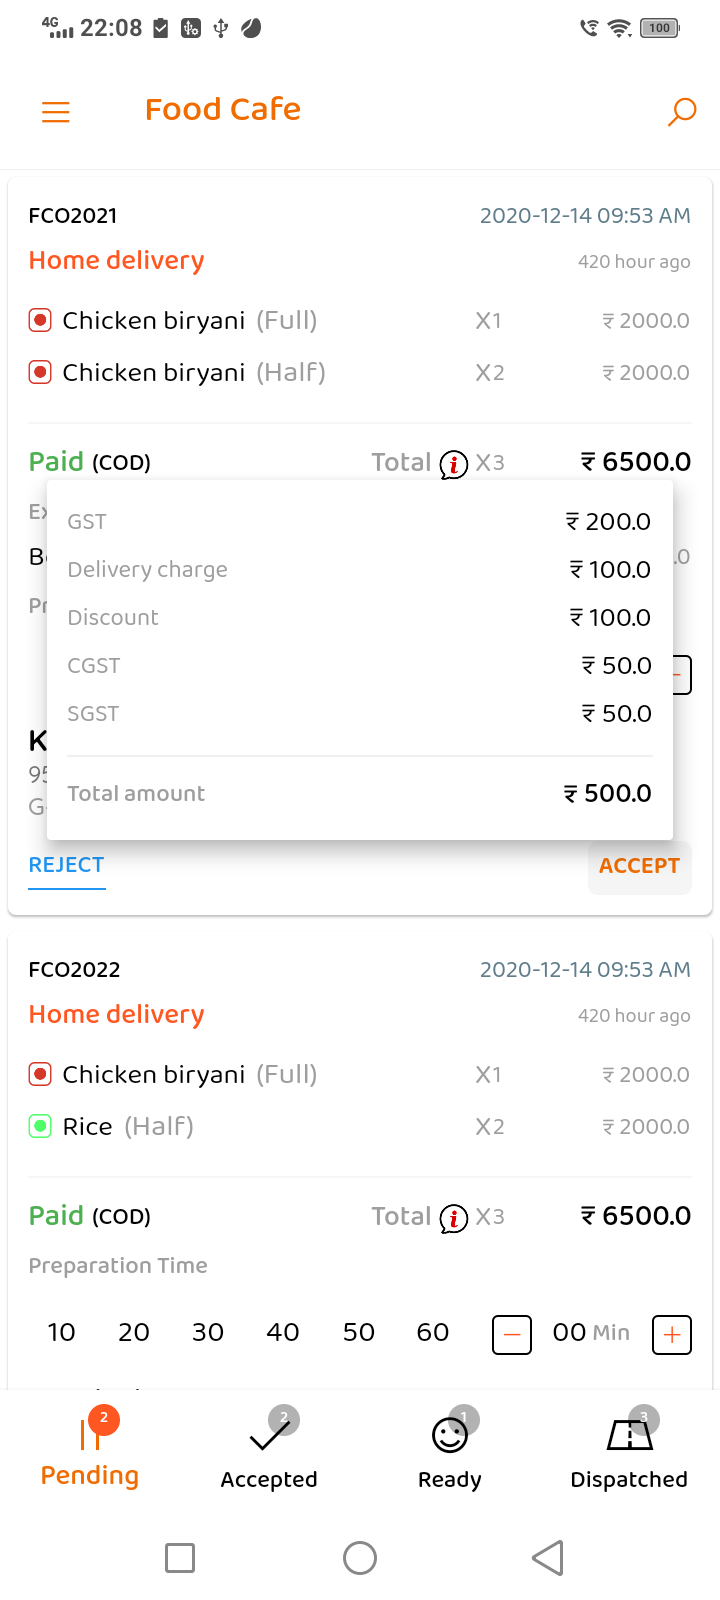 4G 22:08 100
Food Cafe
FCO2021 2020-12-14 09:53 AM
Home delivery 420 hour ago
Chicken biryani (Full) X1 ₹ 2000.0
Chicken biryani (Half) X2 ₹ 2000.0
Paid (COD) Total i X3 ₹ 6500.0
GST ₹ 200.0
Delivery charge ₹ 100.0
Discount ₹ 100.0
CGST ₹ 50.0
SGST ₹ 50.0
Total amount ₹ 500.0
REJECT ACCEPT
FCO2022 2020-12-14 09:53 AM
Home delivery 420 hour ago
Chicken biryani (Full) X1 ₹ 2000.0
Rice (Half) X2 ₹ 2000.0
Paid (COD) Total i X3 ₹ 6500.0
Preparation Time
10 20 30 40 50 60 − 00 Min +
2 2 1 3
Pending Accepted Ready Dispatched